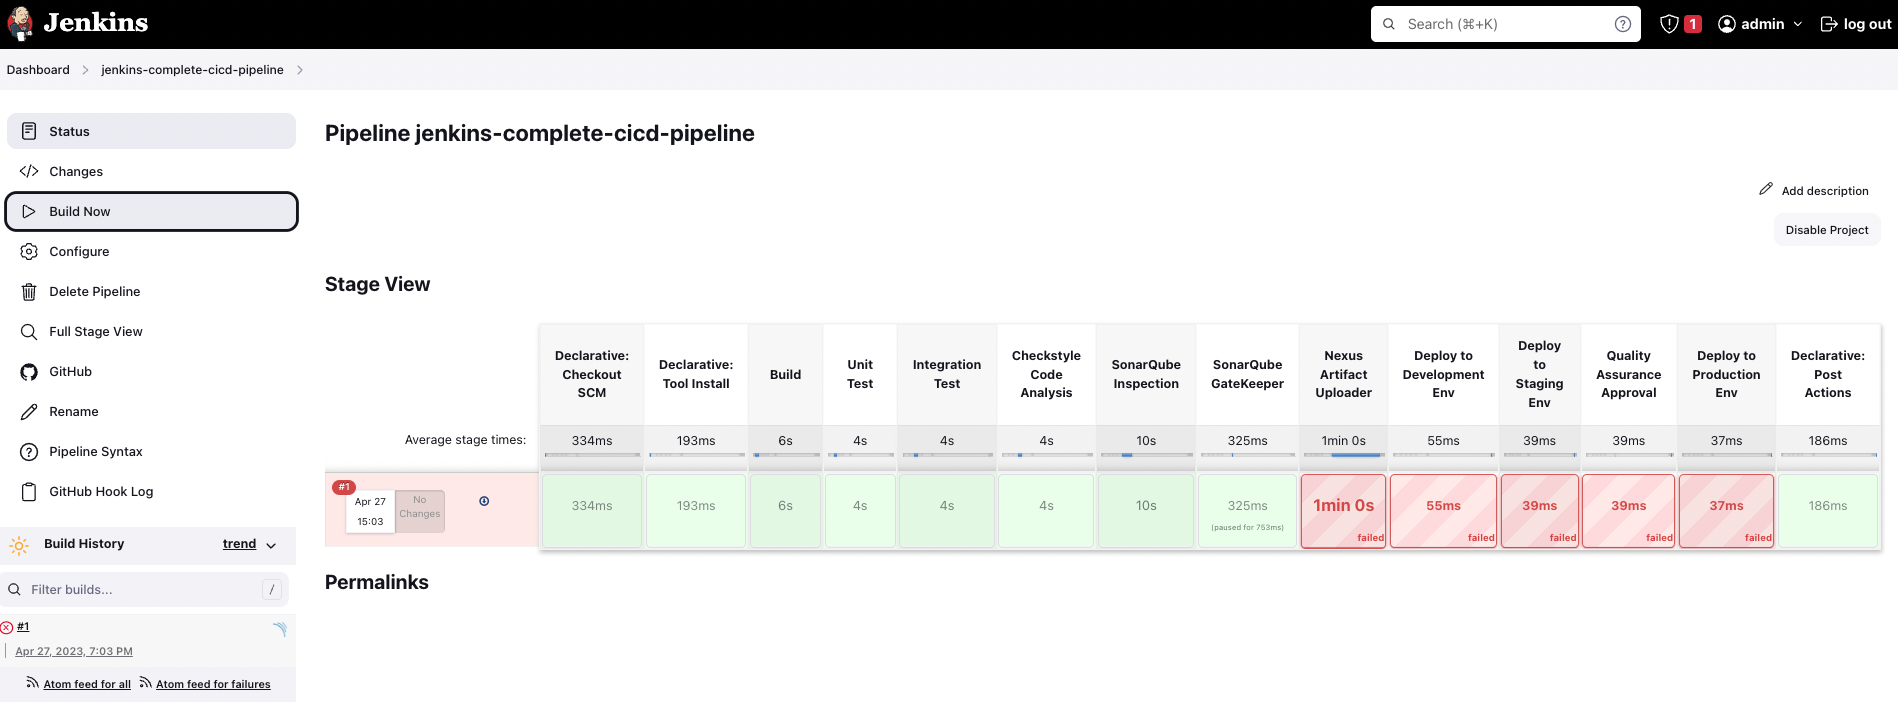 Jenkins
Search (⌘+K)
?
1
admin
log out
Dashboard
jenkins-complete-cicd-pipeline
Status
Changes
Build Now
Configure
Delete Pipeline
Full Stage View
GitHub
Rename
Pipeline Syntax
GitHub Hook Log
Build History
trend
Filter builds...
/
#1
Apr 27, 2023, 7:03 PM
Atom feed for all
Atom feed for failures
Pipeline jenkins-complete-cicd-pipeline
Add description
Disable Project
Stage View
Declarative:
Checkout
SCM
Declarative:
Tool Install
Build
Unit
Test
Integration
Test
Checkstyle
Code
Analysis
SonarQube
Inspection
SonarQube
GateKeeper
Nexus
Artifact
Uploader
Deploy to
Development
Env
Deploy
to
Staging
Env
Quality
Assurance
Approval
Deploy to
Production
Env
Declarative:
Post
Actions
Average stage times:
334ms
193ms
6s
4s
4s
4s
10s
325ms
1min 0s
55ms
39ms
39ms
37ms
186ms
#1
Apr 27
15:03
No
Changes
334ms
193ms
6s
4s
4s
4s
10s
325ms
(paused for 753ms)
1min 0s
failed
55ms
failed
39ms
failed
39ms
failed
37ms
failed
186ms
Permalinks